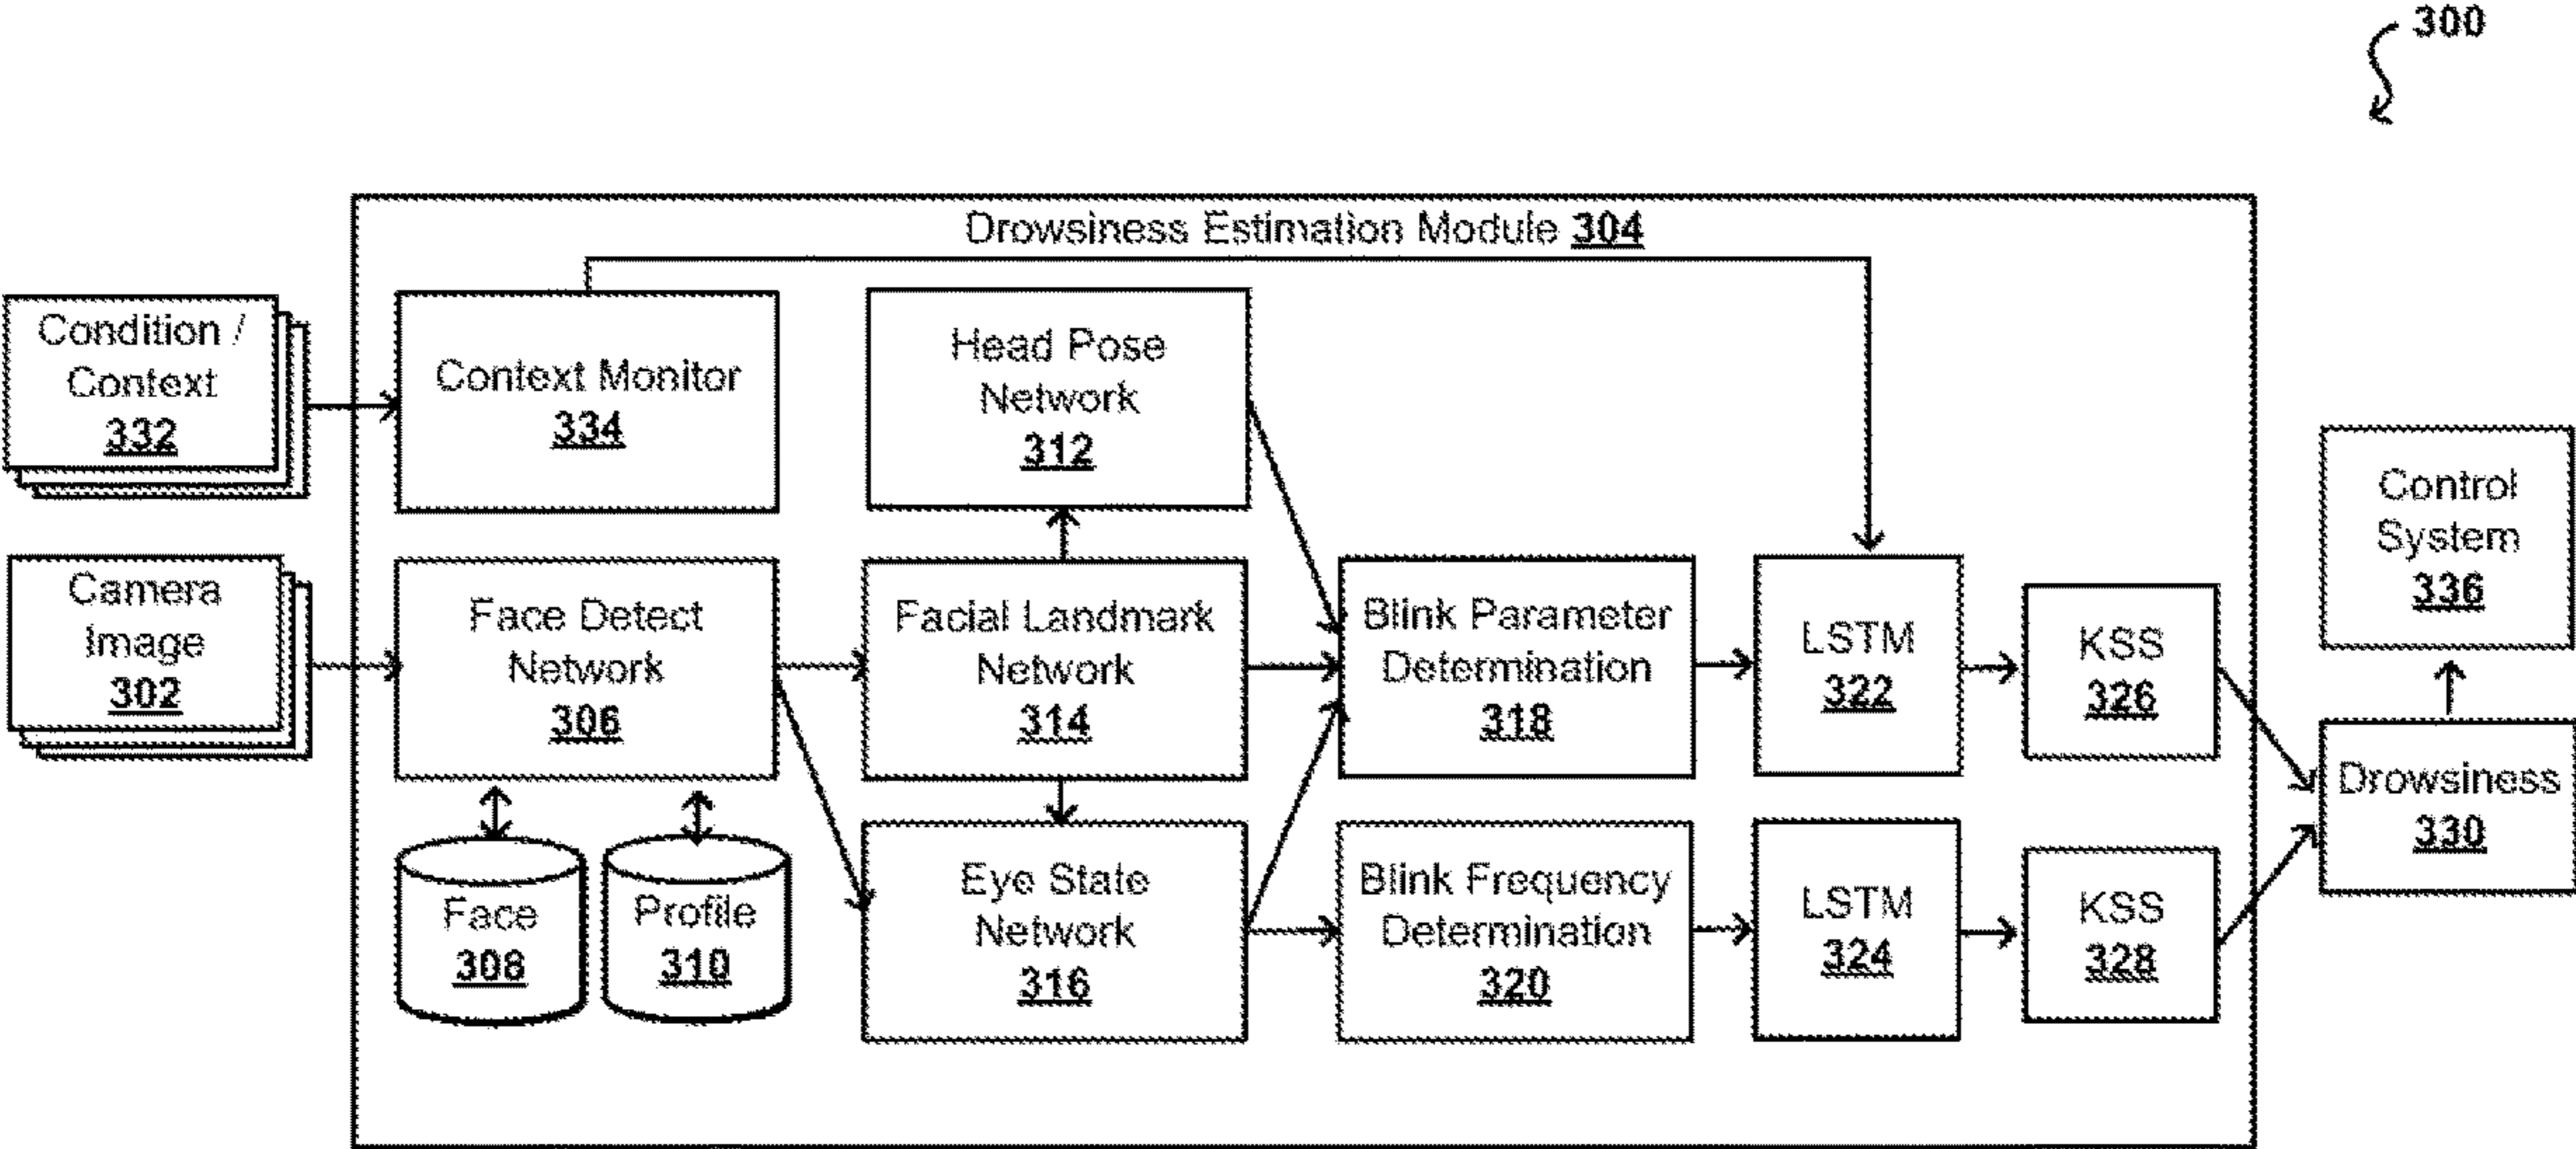 300
Drowsiness Estimation Module 304
Condition /
Context
332
Context Monitor
334
Head Pose
Network
312
Camera
Image
302
Face Detect
Network
306
Facial Landmark
Network
314
Blink Parameter
Determination
318
LSTM
322
KSS
326
Control
System
336
Drowsiness
330
Face
308
Profile
310
Eye State
Network
316
Blink Frequency
Determination
320
LSTM
324
KSS
328